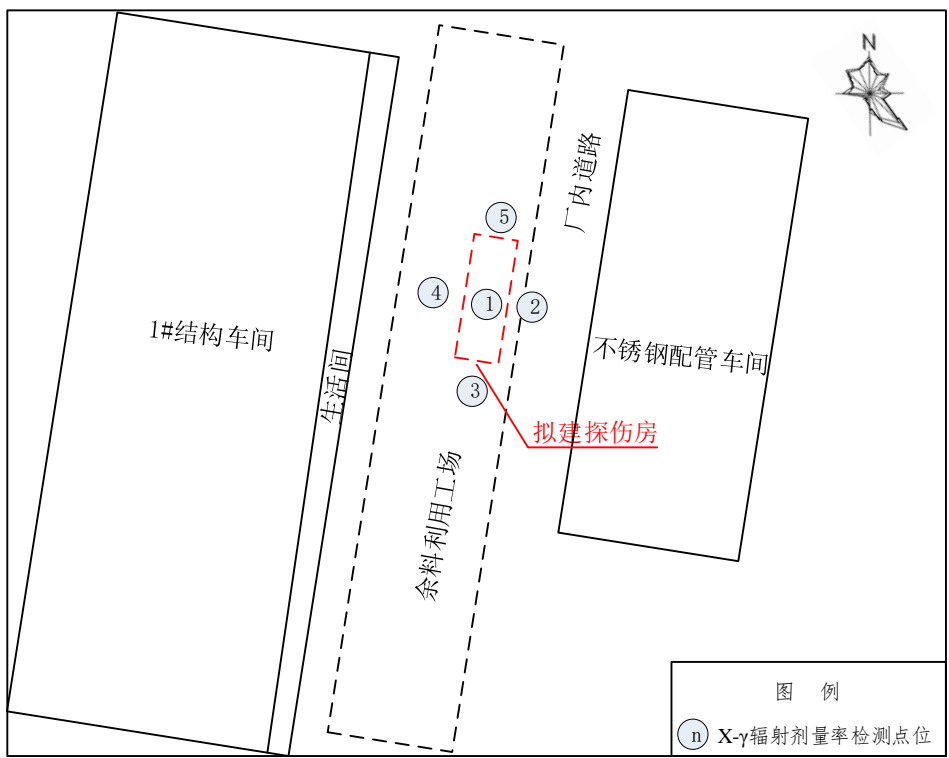 N
厂内道路
5
4
1
2
1#结构车间
不锈钢配管车间
生活间
3
拟建探伤房
余料利用工场
图 例
n X-γ辐射剂量率检测点位